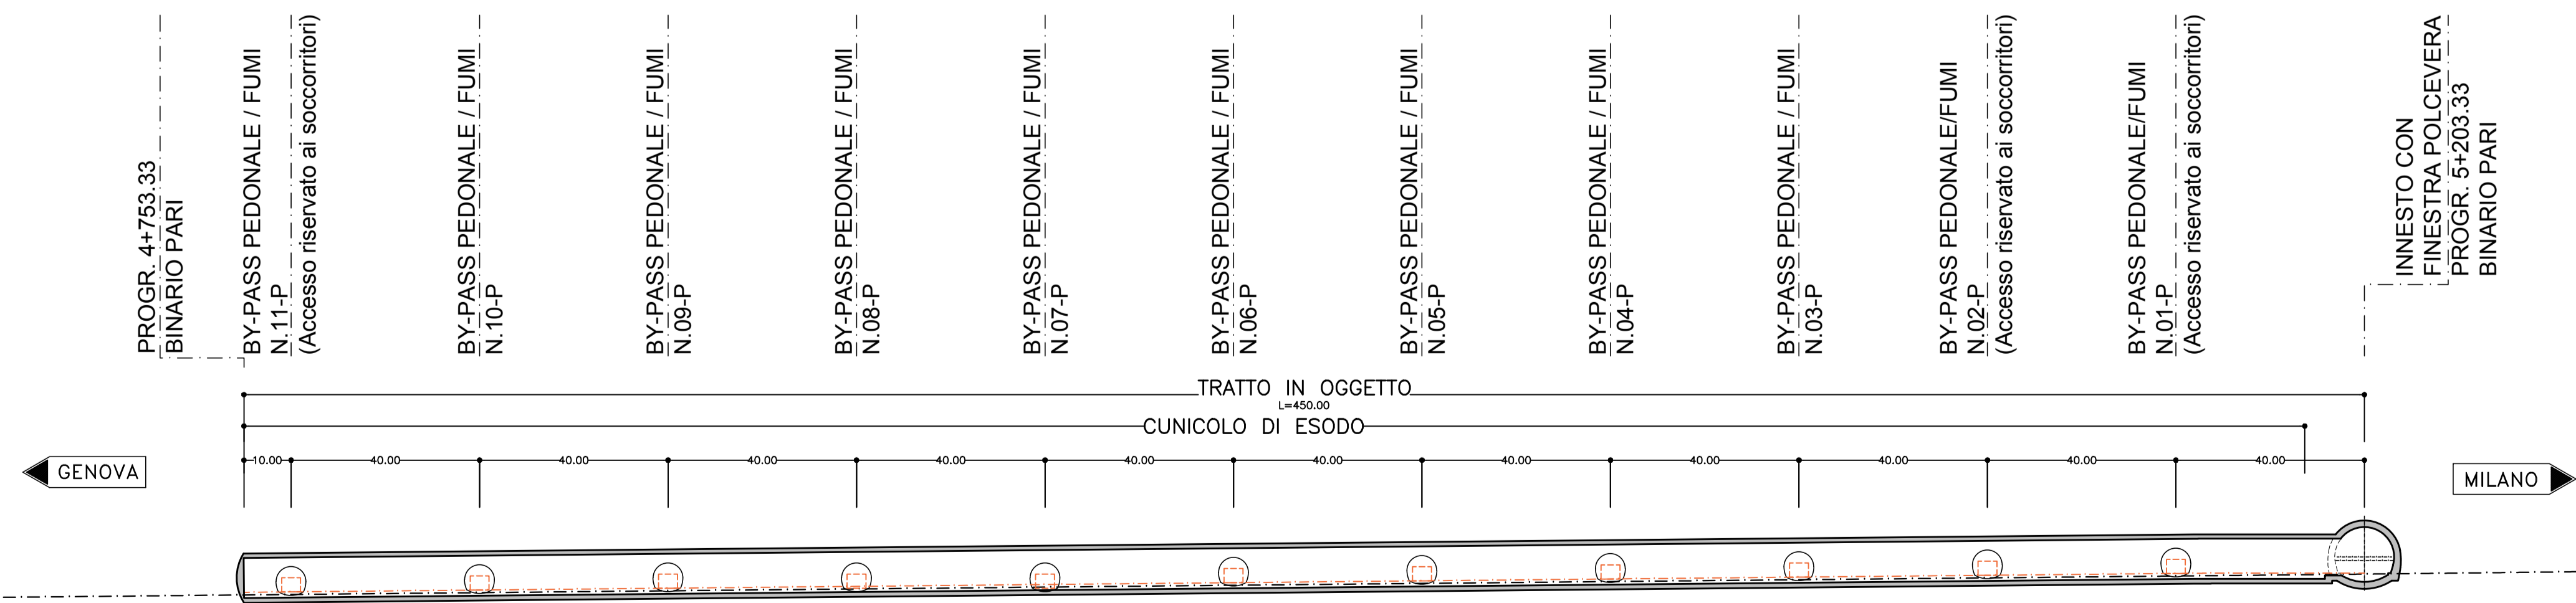 PROGR. 4+753.33
BINARIO PARI
BY-PASS PEDONALE / FUMI
N.11-P
(Accesso riservato ai soccorritori)
BY-PASS PEDONALE / FUMI
N.10-P
BY-PASS PEDONALE / FUMI
N.09-P
BY-PASS PEDONALE / FUMI
N.08-P
BY-PASS PEDONALE / FUMI
N.07-P
BY-PASS PEDONALE / FUMI
N.06-P
BY-PASS PEDONALE / FUMI
N.05-P
BY-PASS PEDONALE / FUMI
N.04-P
BY-PASS PEDONALE / FUMI
N.03-P
BY-PASS PEDONALE/FUMI
N.02-P
(Accesso riservato ai soccorritori)
BY-PASS PEDONALE/FUMI
N.01-P
(Accesso riservato ai soccorritori)
INNESTO CON
FINESTRA POLCEVERA
PROGR. 5+203.33
BINARIO PARI
TRATTO IN OGGETTO
L=450.00
CUNICOLO DI ESODO
10.00 40.00 40.00 40.00 40.00 40.00 40.00 40.00 40.00 40.00 40.00 40.00
GENOVA
MILANO